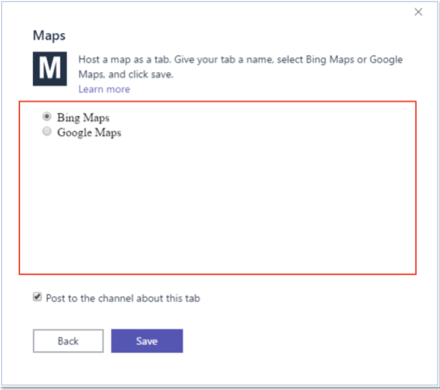 Maps
M
Host a map as a tab. Give your tab a name, select Bing Maps or Google
Maps, and click save.
Learn more
Bing Maps
Google Maps
Post to the channel about this tab
Back
Save